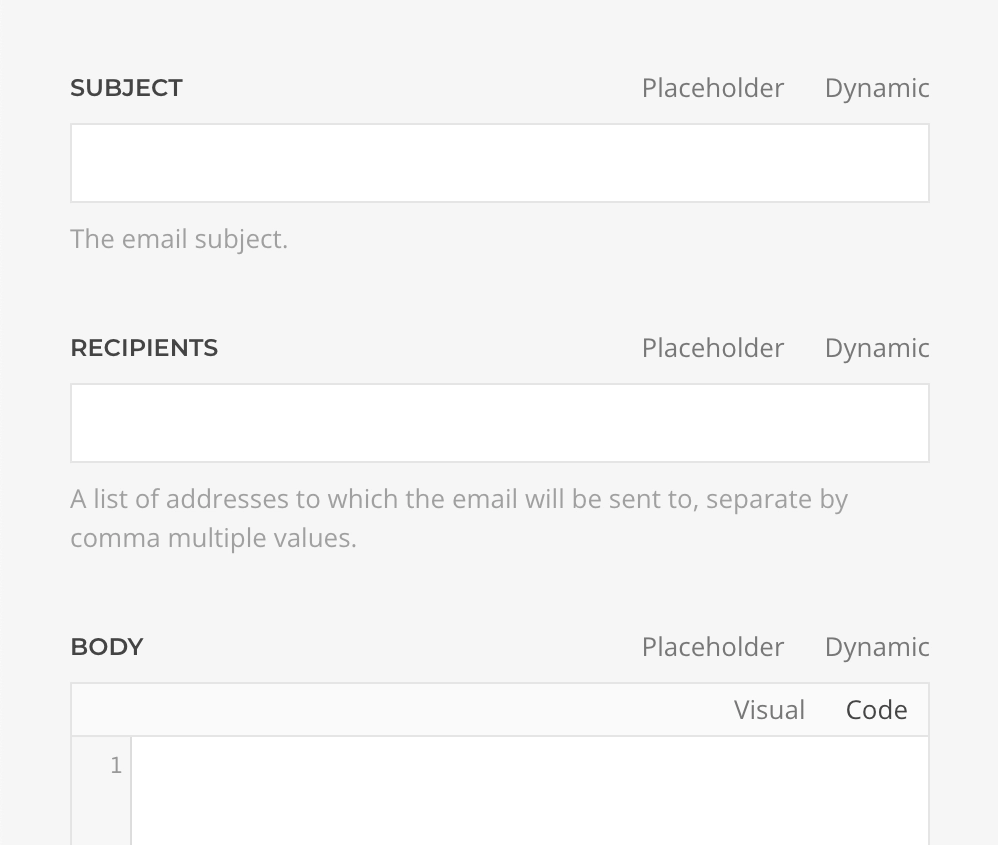 SUBJECT Placeholder Dynamic
The email subject.
RECIPIENTS Placeholder Dynamic
A list of addresses to which the email will be sent to, separate by
comma multiple values.
BODY Placeholder Dynamic
Visual Code
1